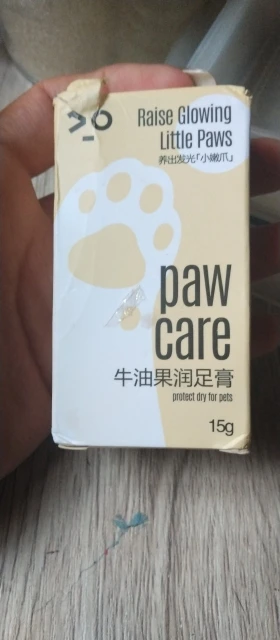 Raise Glowing
Little Paws
养出发光「小嫩爪」
paw
care
牛油果润足膏
protect dry for pets
15g